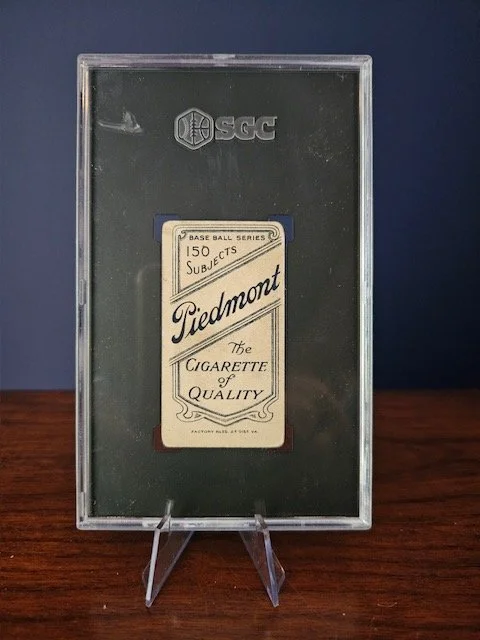 SGC
BASE BALL SERIES
150
SUBJECTS
Piedmont
The
CIGARETTE
of
QUALITY
FACTORY No.25, 2ND DIST. VA.